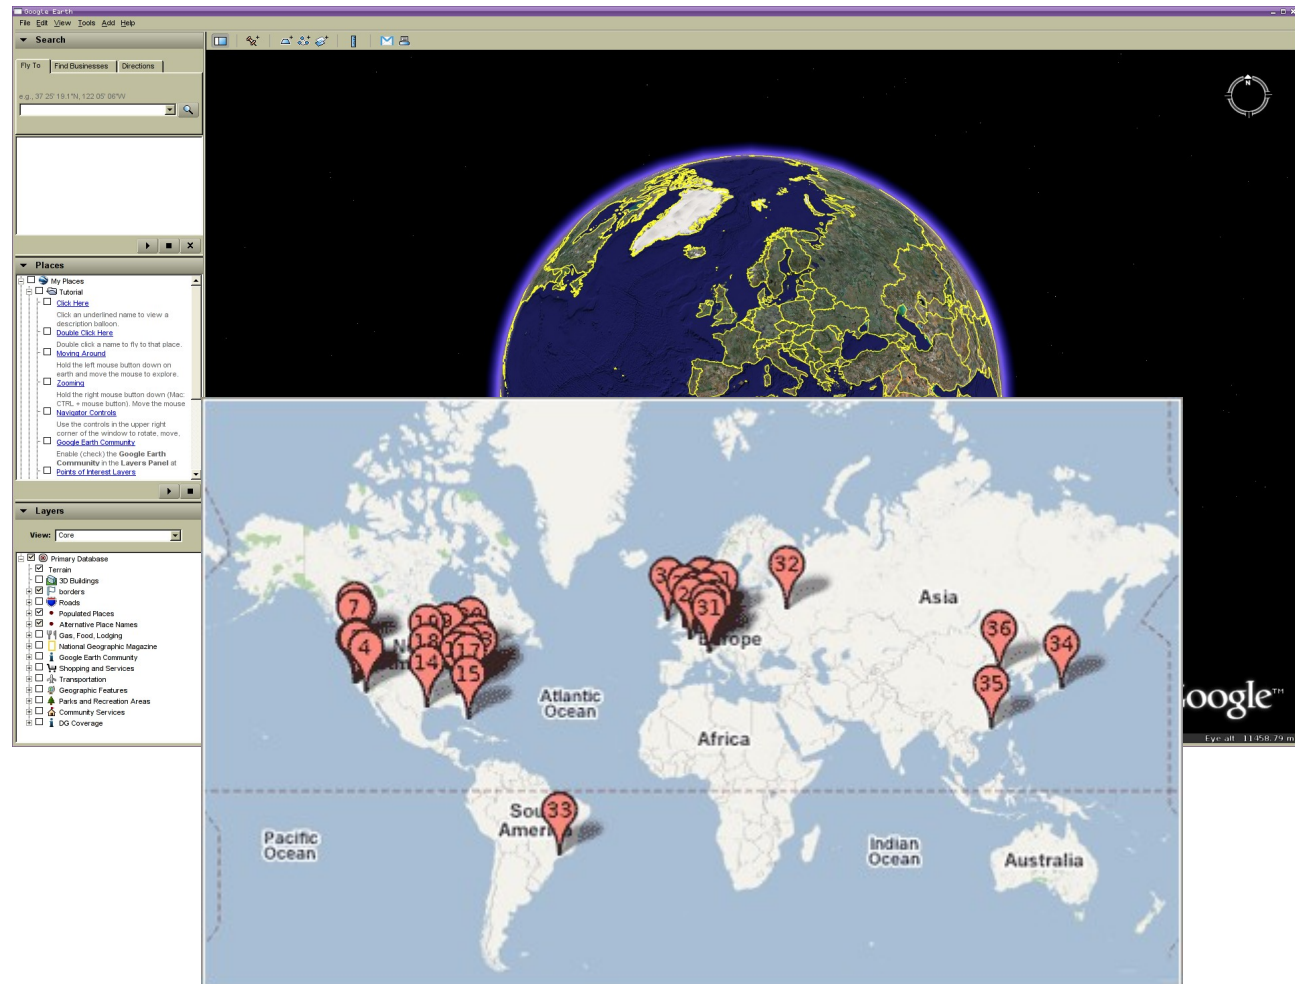 Google Earth
File Edit View Tools Add Help
Search
Fly To Find Businesses Directions
e.g., 37 25' 19.1"N, 122 05' 06"W
Places
My Places
Tutorial
Click Here
Click an underlined name to view a
description balloon.
Double Click Here
Double click a name to fly to that place.
Moving Around
Hold the left mouse button down on
earth and move the mouse to explore.
Zooming
Hold the right mouse button down (Mac:
CTRL + mouse button). Move the mouse
Navigator Controls
Use the controls in the upper right
corner of the window to rotate, move,
Google Earth Community
Enable (check) the Google Earth
Community in the Layers Panel at
Points of Interest Layers
Layers
View: Core
Primary Database
Terrain
3D Buildings
borders
Roads
Populated Places
Alternative Place Names
Gas, Food, Lodging
National Geographic Magazine
Google Earth Community
Shopping and Services
Transportation
Geographic Features
Parks and Recreation Areas
Community Services
DG Coverage
N
32
Asia
7
31
36
34
4
18
17
14
15
35
Atlantic
Ocean
Africa
oogle™
Eye alt 11458.79 m
33
Pacific
Ocean
Indian
Ocean
Australia